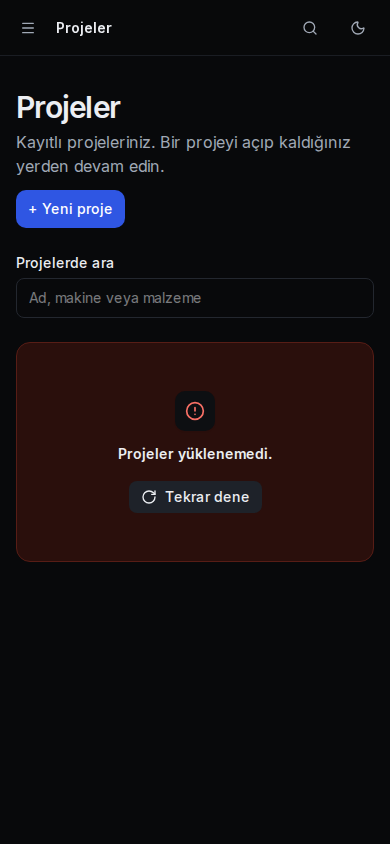 Projeler
Projeler
Kayıtlı projeleriniz. Bir projeyi açıp kaldığınız
yerden devam edin.
+ Yeni proje
Projelerde ara
Ad, makine veya malzeme
Projeler yüklenemedi.
Tekrar dene